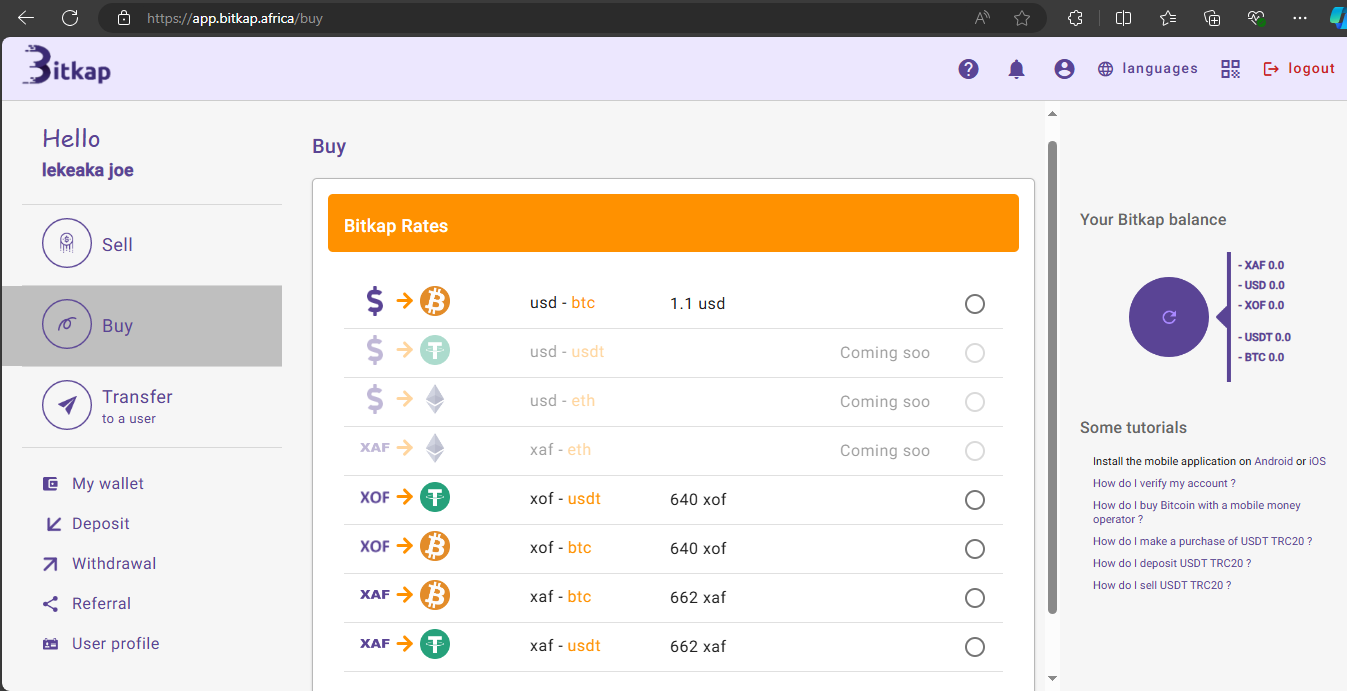 https://app.bitkap.africa/buy
Bitkap
languages
logout
Hello
lekeaka joe
Sell
Buy
Transfer
to a user
My wallet
Deposit
Withdrawal
Referral
User profile
Buy
Bitkap Rates
usd - btc 1.1 usd
usd - usdt Coming soo
usd - eth Coming soo
XAF xaf - eth Coming soo
XOF xof - usdt 640 xof
XOF xof - btc 640 xof
XAF xaf - btc 662 xaf
XAF xaf - usdt 662 xaf
Your Bitkap balance
- XAF 0.0
- USD 0.0
- XOF 0.0
- USDT 0.0
- BTC 0.0
Some tutorials
Install the mobile application on Android or iOS
How do I verify my account ?
How do I buy Bitcoin with a mobile money
operator ?
How do I make a purchase of USDT TRC20 ?
How do I deposit USDT TRC20 ?
How do I sell USDT TRC20 ?